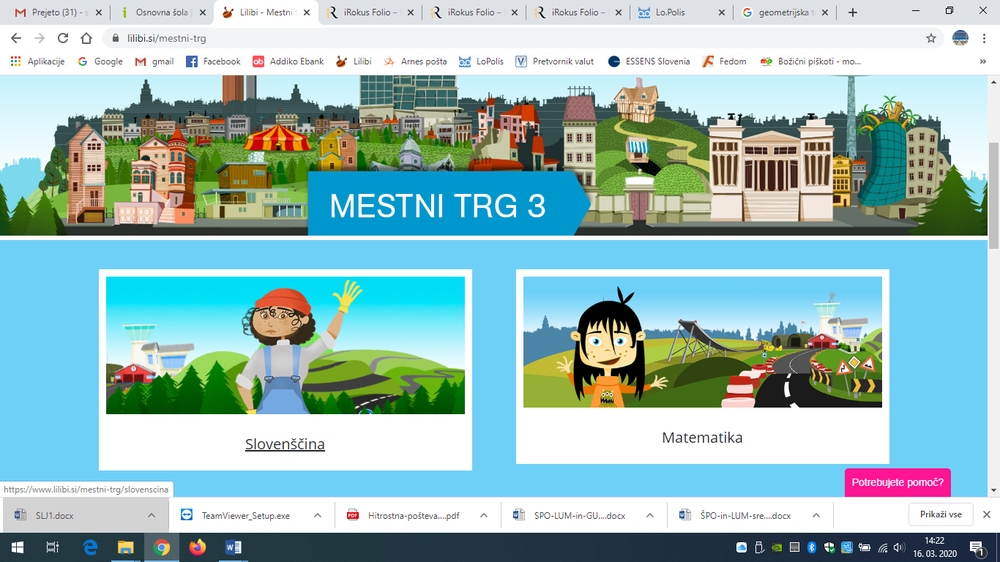 Prejeto (31) - s
Osnovna šola
Lilibi - Mestni t
iRokus Folio –
iRokus Folio –
iRokus Folio –
Lo.Polis
geometrijska t
lilibi.si/mestni-trg
Aplikacije
Google
gmail
Facebook
Addiko Ebank
Lilibi
Arnes pošta
LoPolis
Pretvornik valut
ESSENS Slovenia
Fedom
Božični piškoti - mo...
MESTNI TRG 3
Slovenščina
Matematika
Potrebujete pomoč?
https://www.lilibi.si/mestni-trg/slovenscina
SLJ1.docx
TeamViewer_Setup.exe
Hitrostna-pošteva....pdf
SPO-LUM-in-GU....docx
ŠPO-in-LUM-sre....docx
Prikaži vse
14:22
16. 03. 2020
1